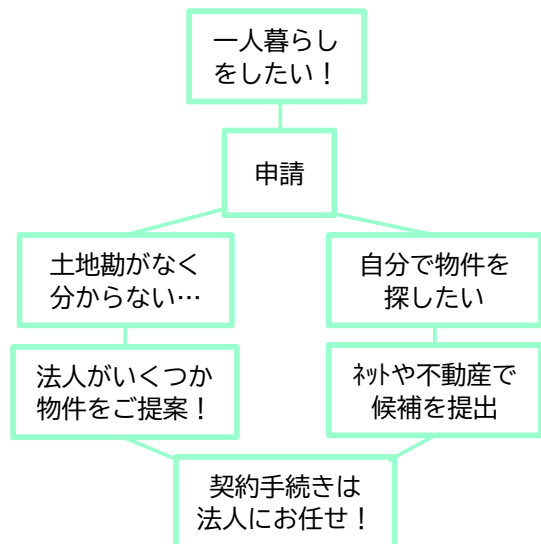 一人暮らし
をしたい！
申請
土地勘がなく
分からない…
自分で物件を
探したい
法人がいくつか
物件をご提案！
ﾈｯﾄや不動産で
候補を提出
契約手続きは
法人にお任せ！